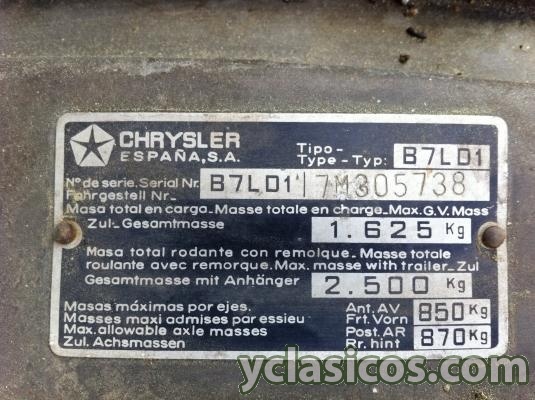 CHRYSLER
ESPAÑA, S.A.
Tipo-
Type-Typ: B7LD1
Nº de serie. Serial Nr. B7LD1 7M305738
Fahrgestell Nr-
Masa total en carga.- Masse totale en charge.- Max. G.V. Mass
Zul- Gesamtmasse 1.625 Kg
Masa total rodante con remolque.- Masse totale
roulante avec remorque. Max. masse with trailer.- Zul
Gesamtmasse mit Anhänger 2.500 Kg
Masas máximas por ejes. Ant. AV 850 Kg
Masses maxi admises par essieu Frt. Vorn
Max. allowable axle masses Post. AR 870 Kg
Zul. Achsmassen Rr. hint
yclasicos.com